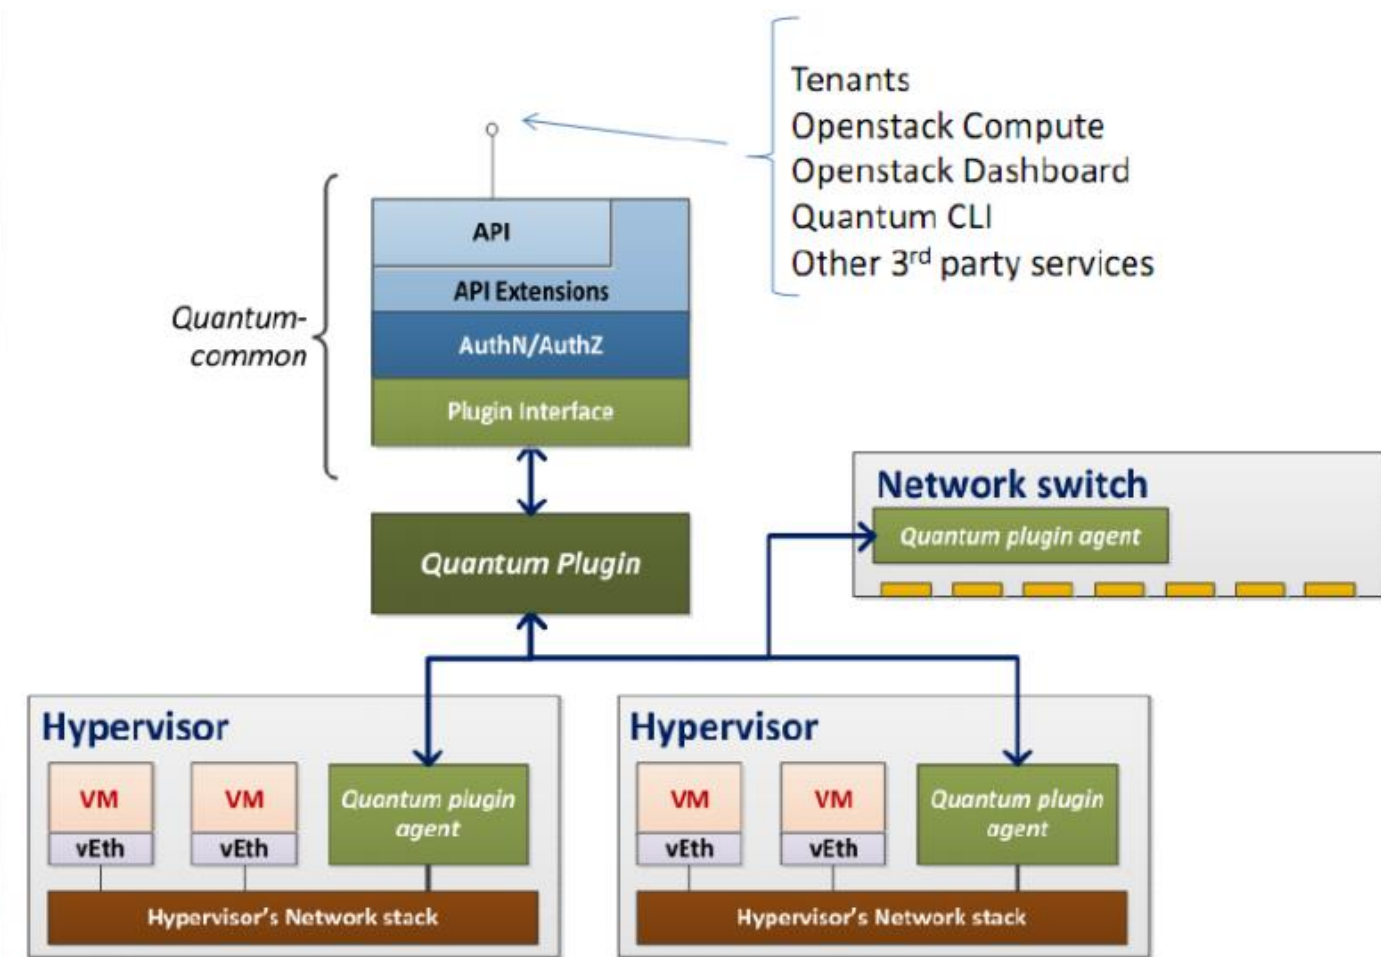 Tenants
Openstack Compute
Openstack Dashboard
Quantum CLI
Other 3rd party services
API
API Extensions
Quantum-
common
AuthN/AuthZ
Plugin Interface
Network switch
Quantum plugin agent
Quantum Plugin
Hypervisor
VM
VM
vEth
vEth
Quantum plugin
agent
Hypervisor's Network stack
Hypervisor
VM
VM
vEth
vEth
Quantum plugin
agent
Hypervisor's Network stack